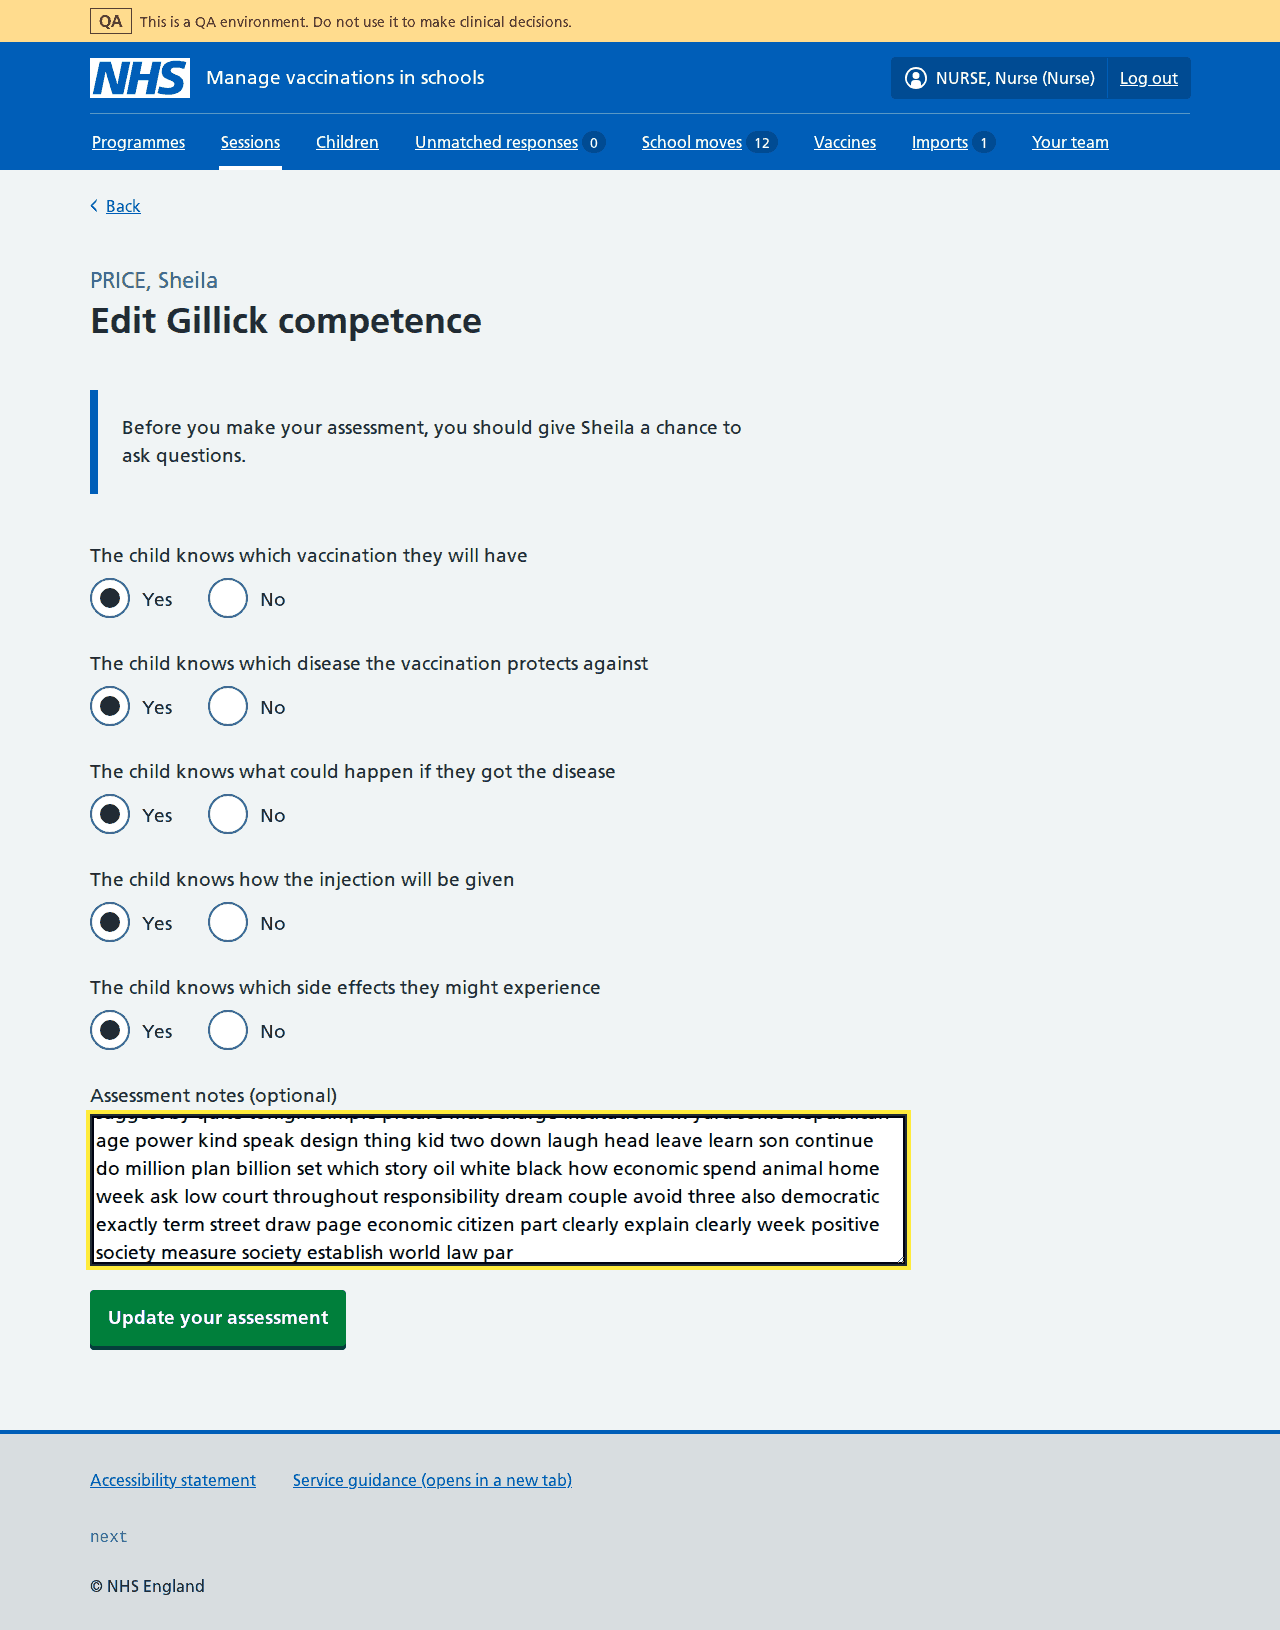 QA This is a QA environment. Do not use it to make clinical decisions.
NHS Manage vaccinations in schools NURSE, Nurse (Nurse) Log out
Programmes Sessions Children Unmatched responses 0 School moves 12 Vaccines Imports 1 Your team
Back
PRICE, Sheila
Edit Gillick competence
Before you make your assessment, you should give Sheila a chance to
ask questions.
The child knows which vaccination they will have
Yes No
The child knows which disease the vaccination protects against
Yes No
The child knows what could happen if they got the disease
Yes No
The child knows how the injection will be given
Yes No
The child knows which side effects they might experience
Yes No
Assessment notes (optional)
age power kind speak design thing kid two down laugh head leave learn son continue
do million plan billion set which story oil white black how economic spend animal home
week ask low court throughout responsibility dream couple avoid three also democratic
exactly term street draw page economic citizen part clearly explain clearly week positive
society measure society establish world law par
Update your assessment
Accessibility statement Service guidance (opens in a new tab)
next
© NHS England